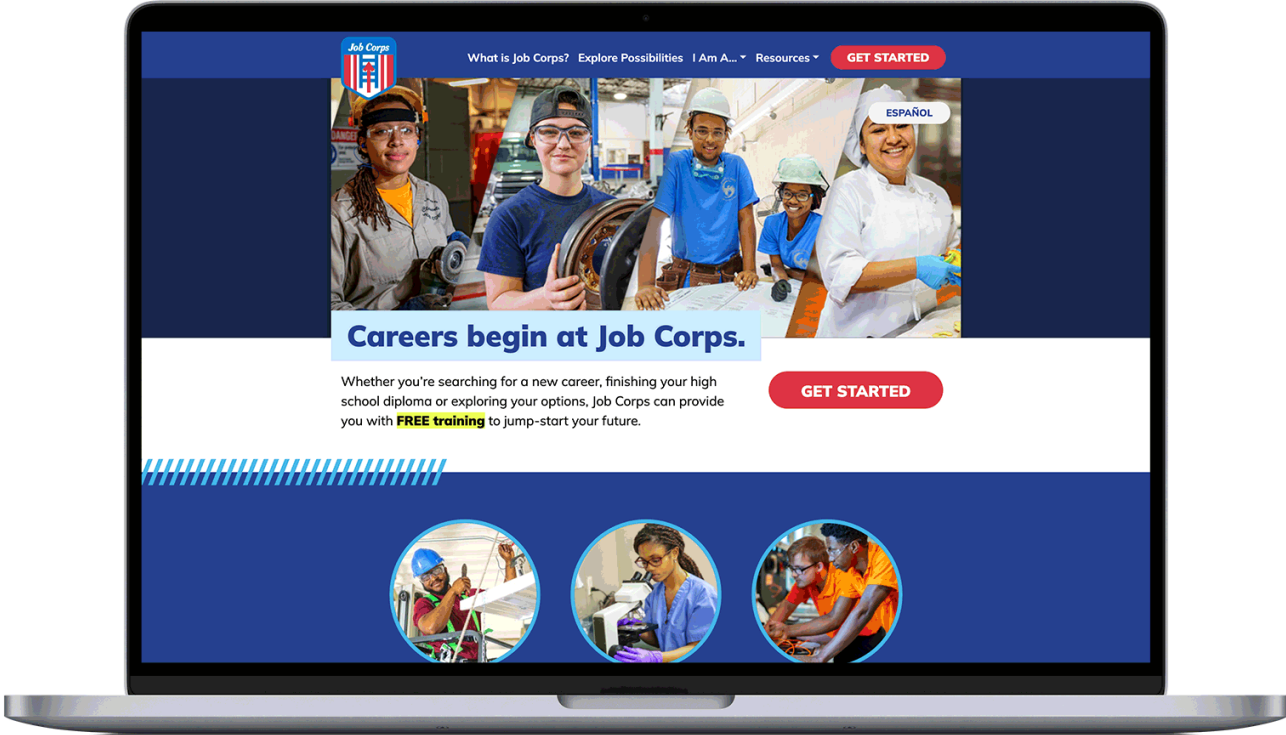 Job Corps
What is Job Corps? Explore Possibilities I Am A... Resources GET STARTED
ESPAÑOL
DANGER
Careers begin at Job Corps.
Whether you're searching for a new career, finishing your high
school diploma or exploring your options, Job Corps can provide
you with FREE training to jump-start your future.
GET STARTED